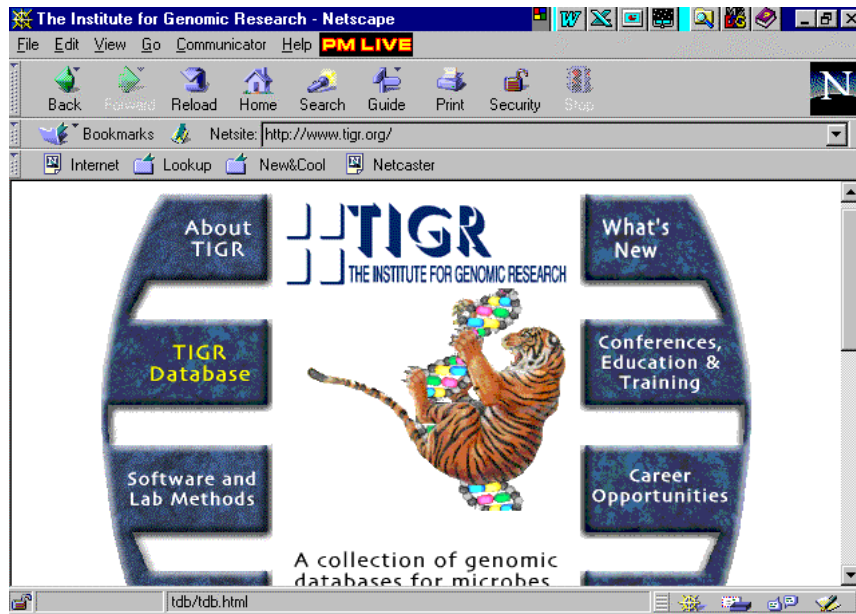 The Institute for Genomic Research - Netscape
File Edit View Go Communicator Help PM LIVE
Back Forward Reload Home Search Guide Print Security Stop
N
Bookmarks Netsite: http://www.tigr.org/
Internet Lookup New&Cool Netcaster
About
TIGR
TIGR
THE INSTITUTE FOR GENOMIC RESEARCH
What's
New
TIGR
Database
Conferences,
Education &
Training
Software and
Lab Methods
Career
Opportunities
A collection of genomic
databases for microbes
tdb/tdb.html